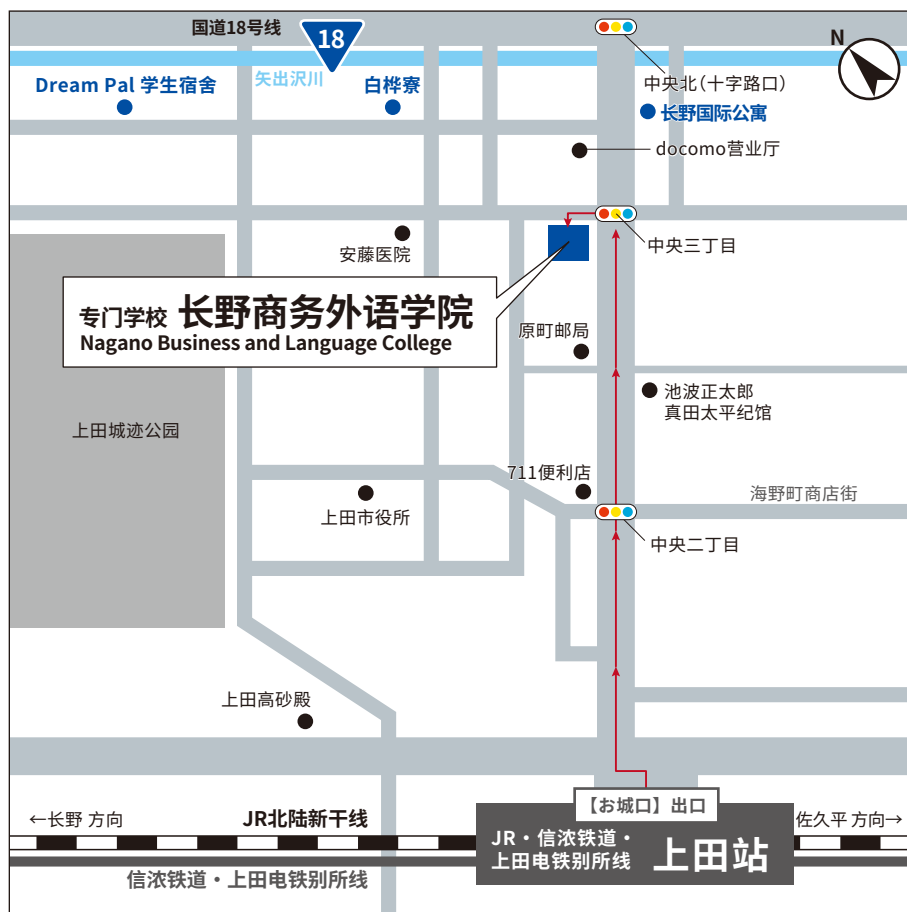 国道18号线
18
N
矢出沢川
Dream Pal 学生宿舍
白桦寮
中央北(十字路口)
长野国际公寓
docomo营业厅
安藤医院
中央三丁目
专门学校 长野商务外语学院
Nagano Business and Language College
原町邮局
池波正太郎
真田太平纪馆
上田城迹公园
711便利店
海野町商店街
上田市役所
中央二丁目
上田高砂殿
【お城口】出口
←长野 方向
JR北陆新干线
佐久平 方向→
JR・信浓铁道・
上田电铁别所线
上田站
信浓铁道・上田电铁别所线